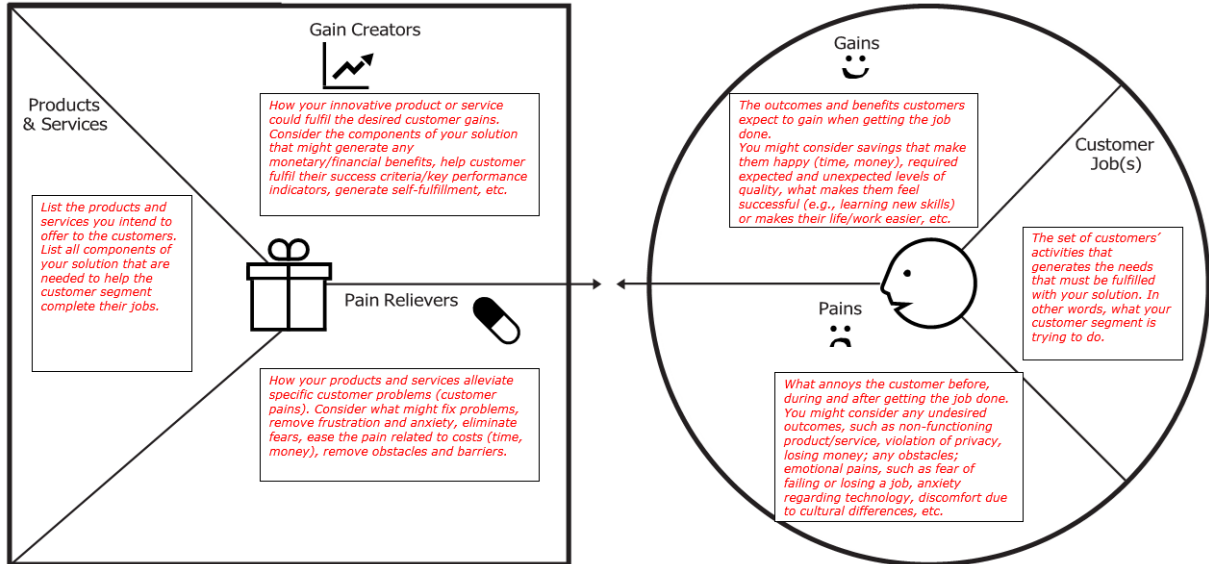 Gain Creators
How your innovative product or service
could fulfil the desired customer gains.
Consider the components of your solution
that might generate any
monetary/financial benefits, help customer
fulfil their success criteria/key performance
indicators, generate self-fulfillment, etc.
Products
& Services
List the products and
services you intend to
offer to the customers.
List all components of
your solution that are
needed to help the
customer segment
complete their jobs.
Pain Relievers
How your products and services alleviate
specific customer problems (customer
pains). Consider what might fix problems,
remove frustration and anxiety, eliminate
fears, ease the pain related to costs (time,
money), remove obstacles and barriers.
Gains
The outcomes and benefits customers
expect to gain when getting the job
done.
You might consider savings that make
them happy (time, money), required
expected and unexpected levels of
quality, what makes them feel
successful (e.g., learning new skills)
or makes their life/work easier, etc.
Customer
Job(s)
The set of customers'
activities that
generates the needs
that must be fulfilled
with your solution. In
other words, what your
customer segment is
trying to do.
Pains
What annoys the customer before,
during and after getting the job done.
You might consider any undesired
outcomes, such as non-functioning
product/service, violation of privacy,
losing money; any obstacles;
emotional pains, such as fear of
failing or losing a job, anxiety
regarding technology, discomfort due
to cultural differences, etc.